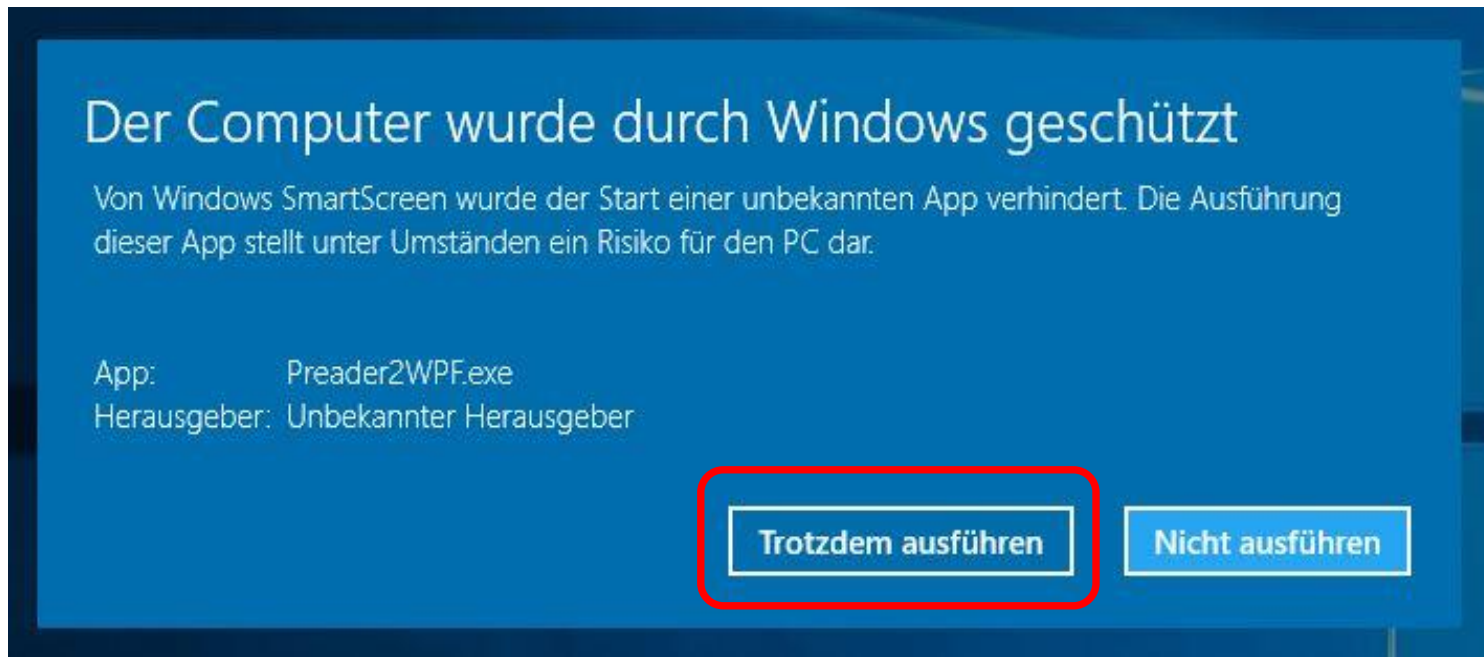 Der Computer wurde durch Windows geschützt
Von Windows SmartScreen wurde der Start einer unbekannten App verhindert. Die Ausführung
dieser App stellt unter Umständen ein Risiko für den PC dar.
App: Preader2WPF.exe
Herausgeber: Unbekannter Herausgeber
Trotzdem ausführen Nicht ausführen